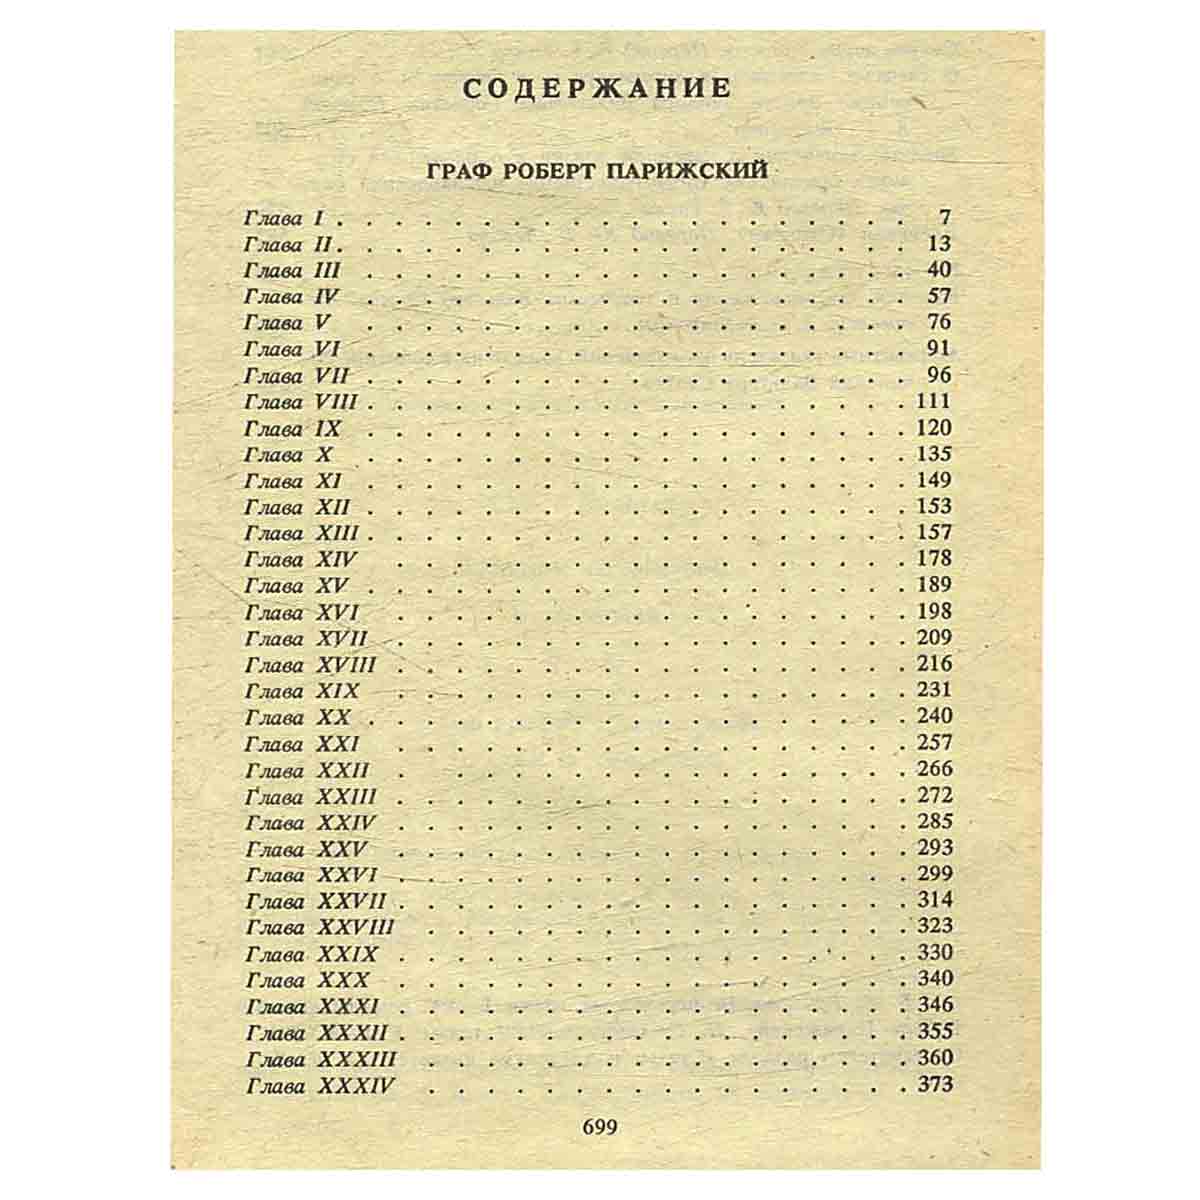 СОДЕРЖАНИЕ
ГРАФ РОБЕРТ ПАРИЖСКИЙ
Глава I . . . . . . . . . . . . . . . . . . . . 7
Глава II . . . . . . . . . . . . . . . . . . . . 13
Глава III . . . . . . . . . . . . . . . . . . . 40
Глава IV . . . . . . . . . . . . . . . . . . . 57
Глава V . . . . . . . . . . . . . . . . . . . 76
Глава VI . . . . . . . . . . . . . . . . . . . 91
Глава VII . . . . . . . . . . . . . . . . . . . 96
Глава VIII . . . . . . . . . . . . . . . . . . . 111
Глава IX . . . . . . . . . . . . . . . . . . . 120
Глава X . . . . . . . . . . . . . . . . . . . 135
Глава XI . . . . . . . . . . . . . . . . . . . 149
Глава XII . . . . . . . . . . . . . . . . . . . 153
Глава XIII . . . . . . . . . . . . . . . . . . . 157
Глава XIV . . . . . . . . . . . . . . . . . . 178
Глава XV . . . . . . . . . . . . . . . . . . . 189
Глава XVI . . . . . . . . . . . . . . . . . . 198
Глава XVII . . . . . . . . . . . . . . . . . . 209
Глава XVIII . . . . . . . . . . . . . . . . . . 216
Глава XIX . . . . . . . . . . . . . . . . . . 231
Глава XX . . . . . . . . . . . . . . . . . . . 240
Глава XXI . . . . . . . . . . . . . . . . . . 257
Глава XXII . . . . . . . . . . . . . . . . . . 266
Глава XXIII . . . . . . . . . . . . . . . . . . 272
Глава XXIV . . . . . . . . . . . . . . . . . . 285
Глава XXV . . . . . . . . . . . . . . . . . . 293
Глава XXVI . . . . . . . . . . . . . . . . . . 299
Глава XXVII . . . . . . . . . . . . . . . . . . 314
Глава XXVIII . . . . . . . . . . . . . . . . . 323
Глава XXIX . . . . . . . . . . . . . . . . . . 330
Глава XXX . . . . . . . . . . . . . . . . . . 340
Глава XXXI . . . . . . . . . . . . . . . . . . 346
Глава XXXII . . . . . . . . . . . . . . . . . . 355
Глава XXXIII . . . . . . . . . . . . . . . . . 360
Глава XXXIV . . . . . . . . . . . . . . . . . 373
699